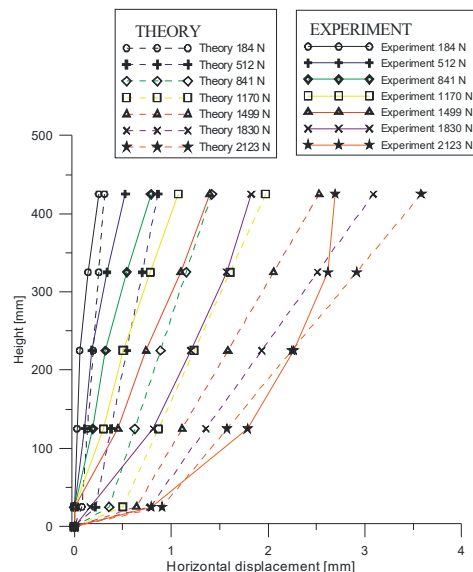 THEORY
Theory 184 N
Theory 512 N
Theory 841 N
Theory 1170 N
Theory 1499 N
Theory 1830 N
Theory 2123 N
EXPERIMENT
Experiment 184 N
Experiment 512 N
Experiment 841 N
Experiment 1170 N
Experiment 1499 N
Experiment 1830 N
Experiment 2123 N
500
400
300
200
100
0
Height [mm]
0 1 2 3 4
Horizontal displacement [mm]